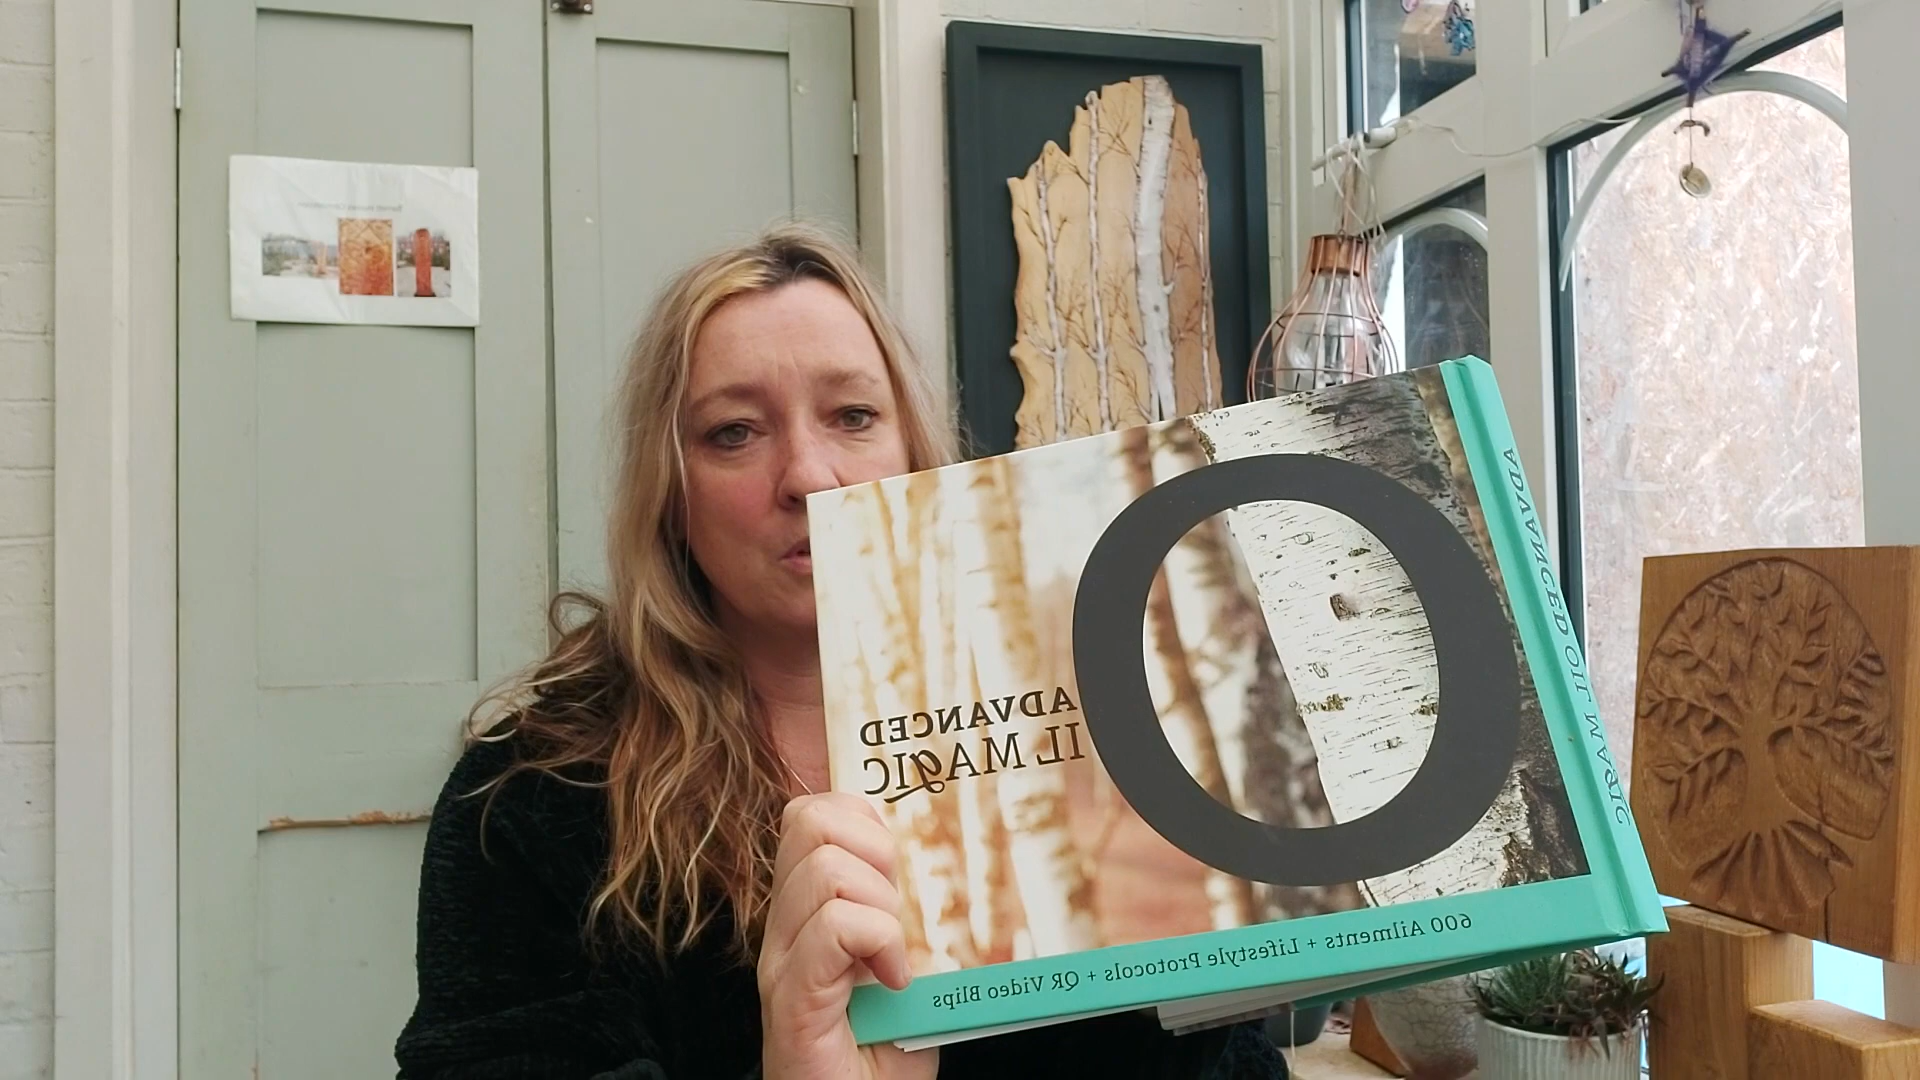 ADVANCED
OIL MAgIC
600 Ailments + Lifestyle Protocols + QR Video Blips
ADVANCED OIL MAGIC